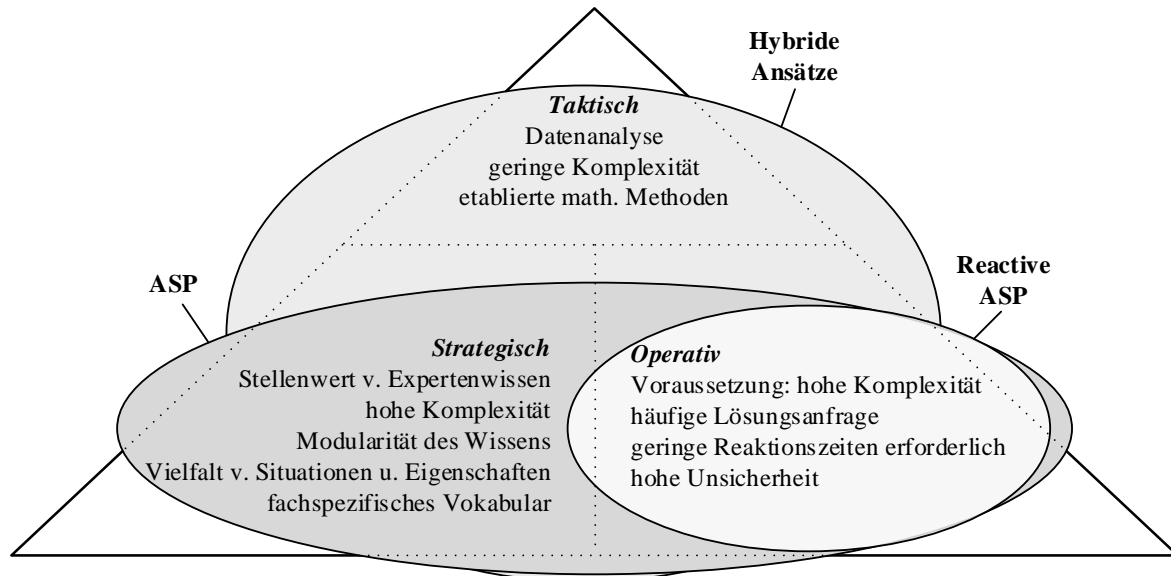 Hybride
Ansätze
Taktisch
Datenanalyse
geringe Komplexität
etablierte math. Methoden
ASP
Reactive
ASP
Strategisch
Stellenwert v. Expertenwissen
hohe Komplexität
Modularität des Wissens
Vielfalt v. Situationen u. Eigenschaften
fachspezifisches Vokabular
Operativ
Voraussetzung: hohe Komplexität
häufige Lösungsanfrage
geringe Reaktionszeiten erforderlich
hohe Unsicherheit